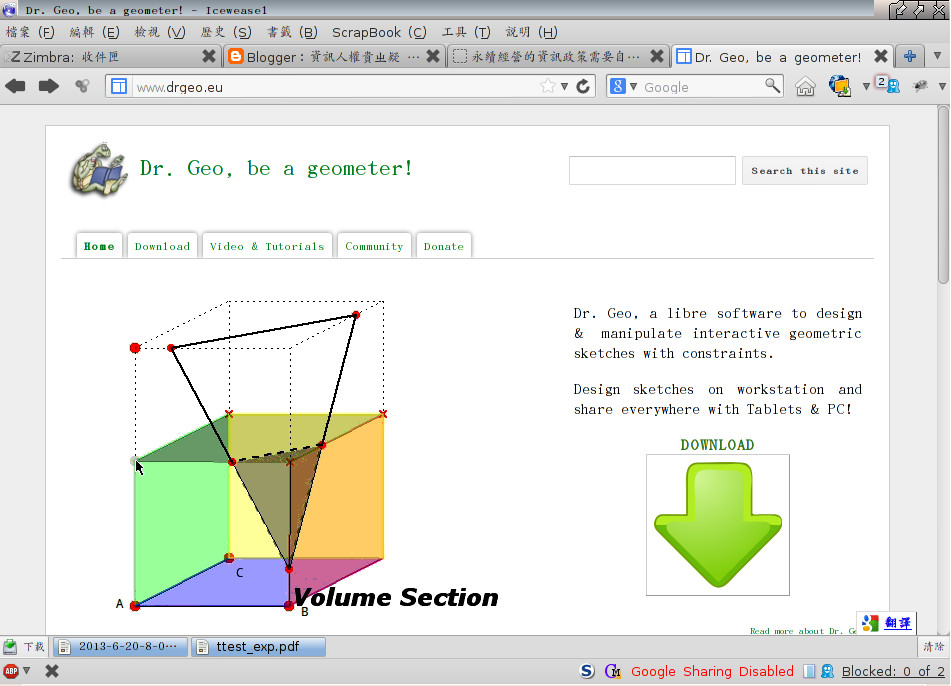 Dr. Geo, be a geometer! - Iceweasel
檔案 (F) 編輯 (E) 檢視 (V) 歷史 (S) 書籤 (B) ScrapBook (C) 工具 (T) 說明 (H)
Zimbra: 收件匣
Blogger：資訊人權貴ㄓ疑 ⋯
永續經營的資訊政策需要自⋯
Dr. Geo, be a geometer!
www.drgeo.eu
Google
2
Dr. Geo, be a geometer!
Search this site
Home Download Video & Tutorials Community Donate
Dr. Geo, a libre software to design
& manipulate interactive geometric
sketches with constraints.
Design sketches on workstation and
share everywhere with Tablets & PC!
DOWNLOAD
C
A
B
Volume Section
Read more about Dr. Ge
翻譯
下載
2013-6-20-8-0⋯
ttest_exp.pdf
清除
ABP
S
Google Sharing Disabled
Blocked: 0 of 2